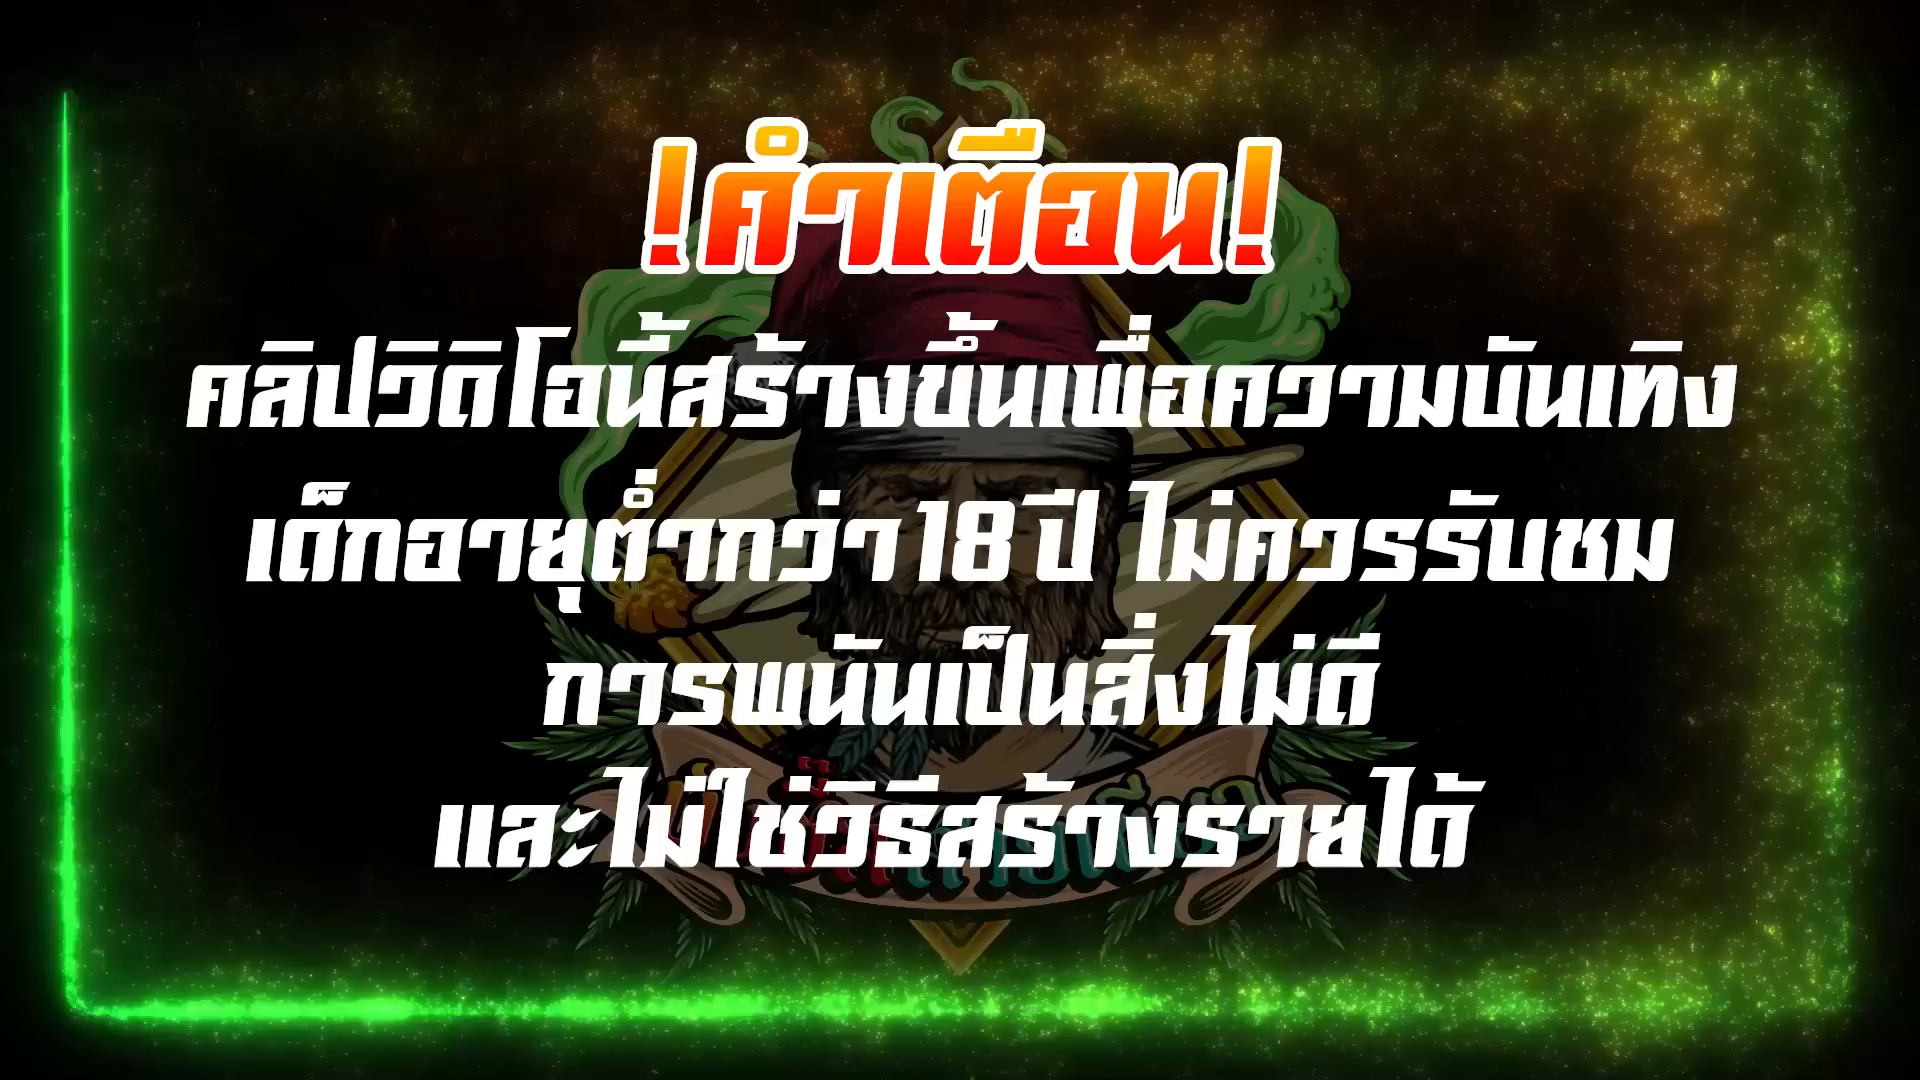 !คำเตือน!
คลิปวิดิโอนี้สร้างขึ้นเพื่อความบันเทิง
เด็กอายุต่ำกว่า 18 ปี ไม่ควรรับชม
การพนันเป็นสิ่งไม่ดี
และไม่ใช่วิธีสร้างรายได้